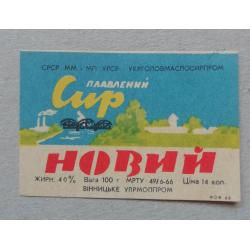 СРСР ММ і МП УРСР УКРГОЛОВМАСЛОСИРПРОМ
ПЛАВЛЕНИЙ
Сир
НОВИЙ
ЖИРН. 40% Вага 100 г МРТУ 49/6-66 Ціна 14 коп.
ВІННИЦЬКЕ УПРМОПРОМ